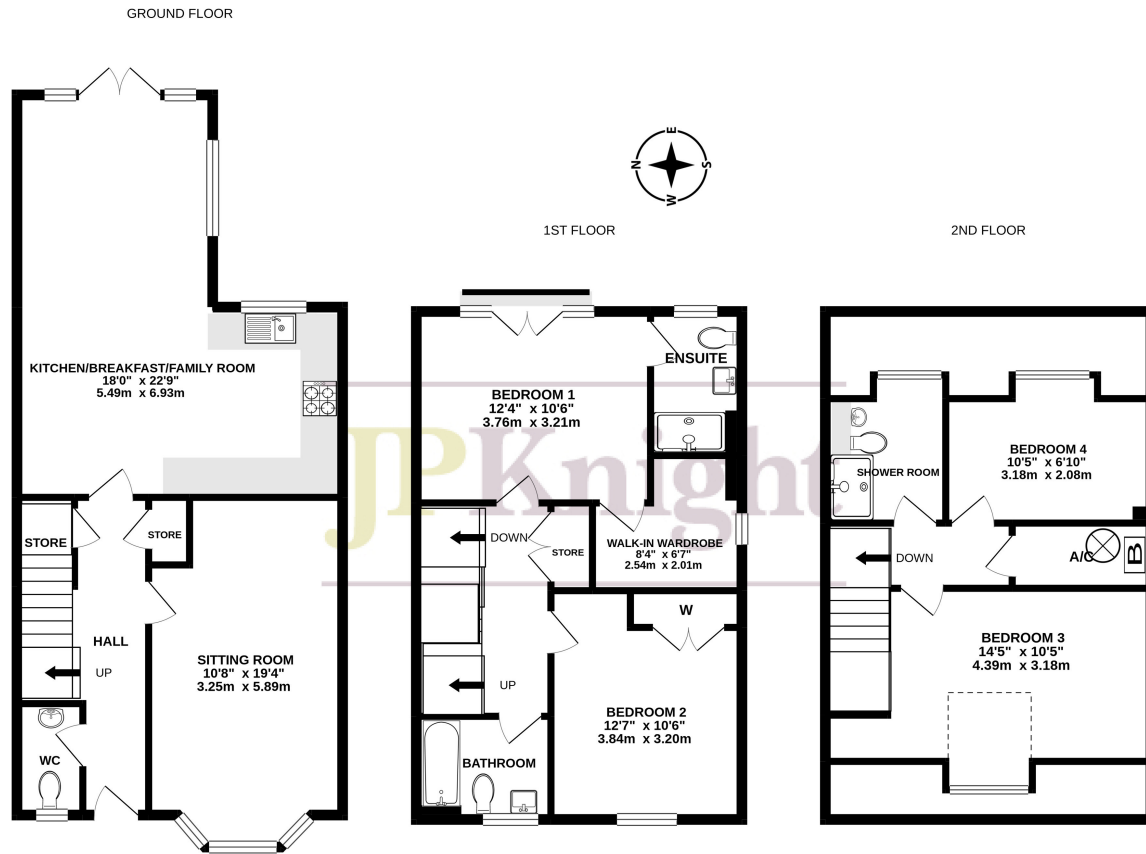 GROUND FLOOR
KITCHEN/BREAKFAST/FAMILY ROOM
18'0" x 22'9"
5.49m x 6.93m
STORE
STORE
HALL
UP
SITTING ROOM
10'8" x 19'4"
3.25m x 5.89m
WC
E
N
S
W
1ST FLOOR
BEDROOM 1
12'4" x 10'6"
3.76m x 3.21m
ENSUITE
DOWN
STORE
WALK-IN WARDROBE
8'4" x 6'7"
2.54m x 2.01m
W
UP
BEDROOM 2
12'7" x 10'6"
3.84m x 3.20m
BATHROOM
2ND FLOOR
BEDROOM 4
10'5" x 6'10"
3.18m x 2.08m
SHOWER ROOM
DOWN
A/C
B
BEDROOM 3
14'5" x 10'5"
4.39m x 3.18m
JPKnight